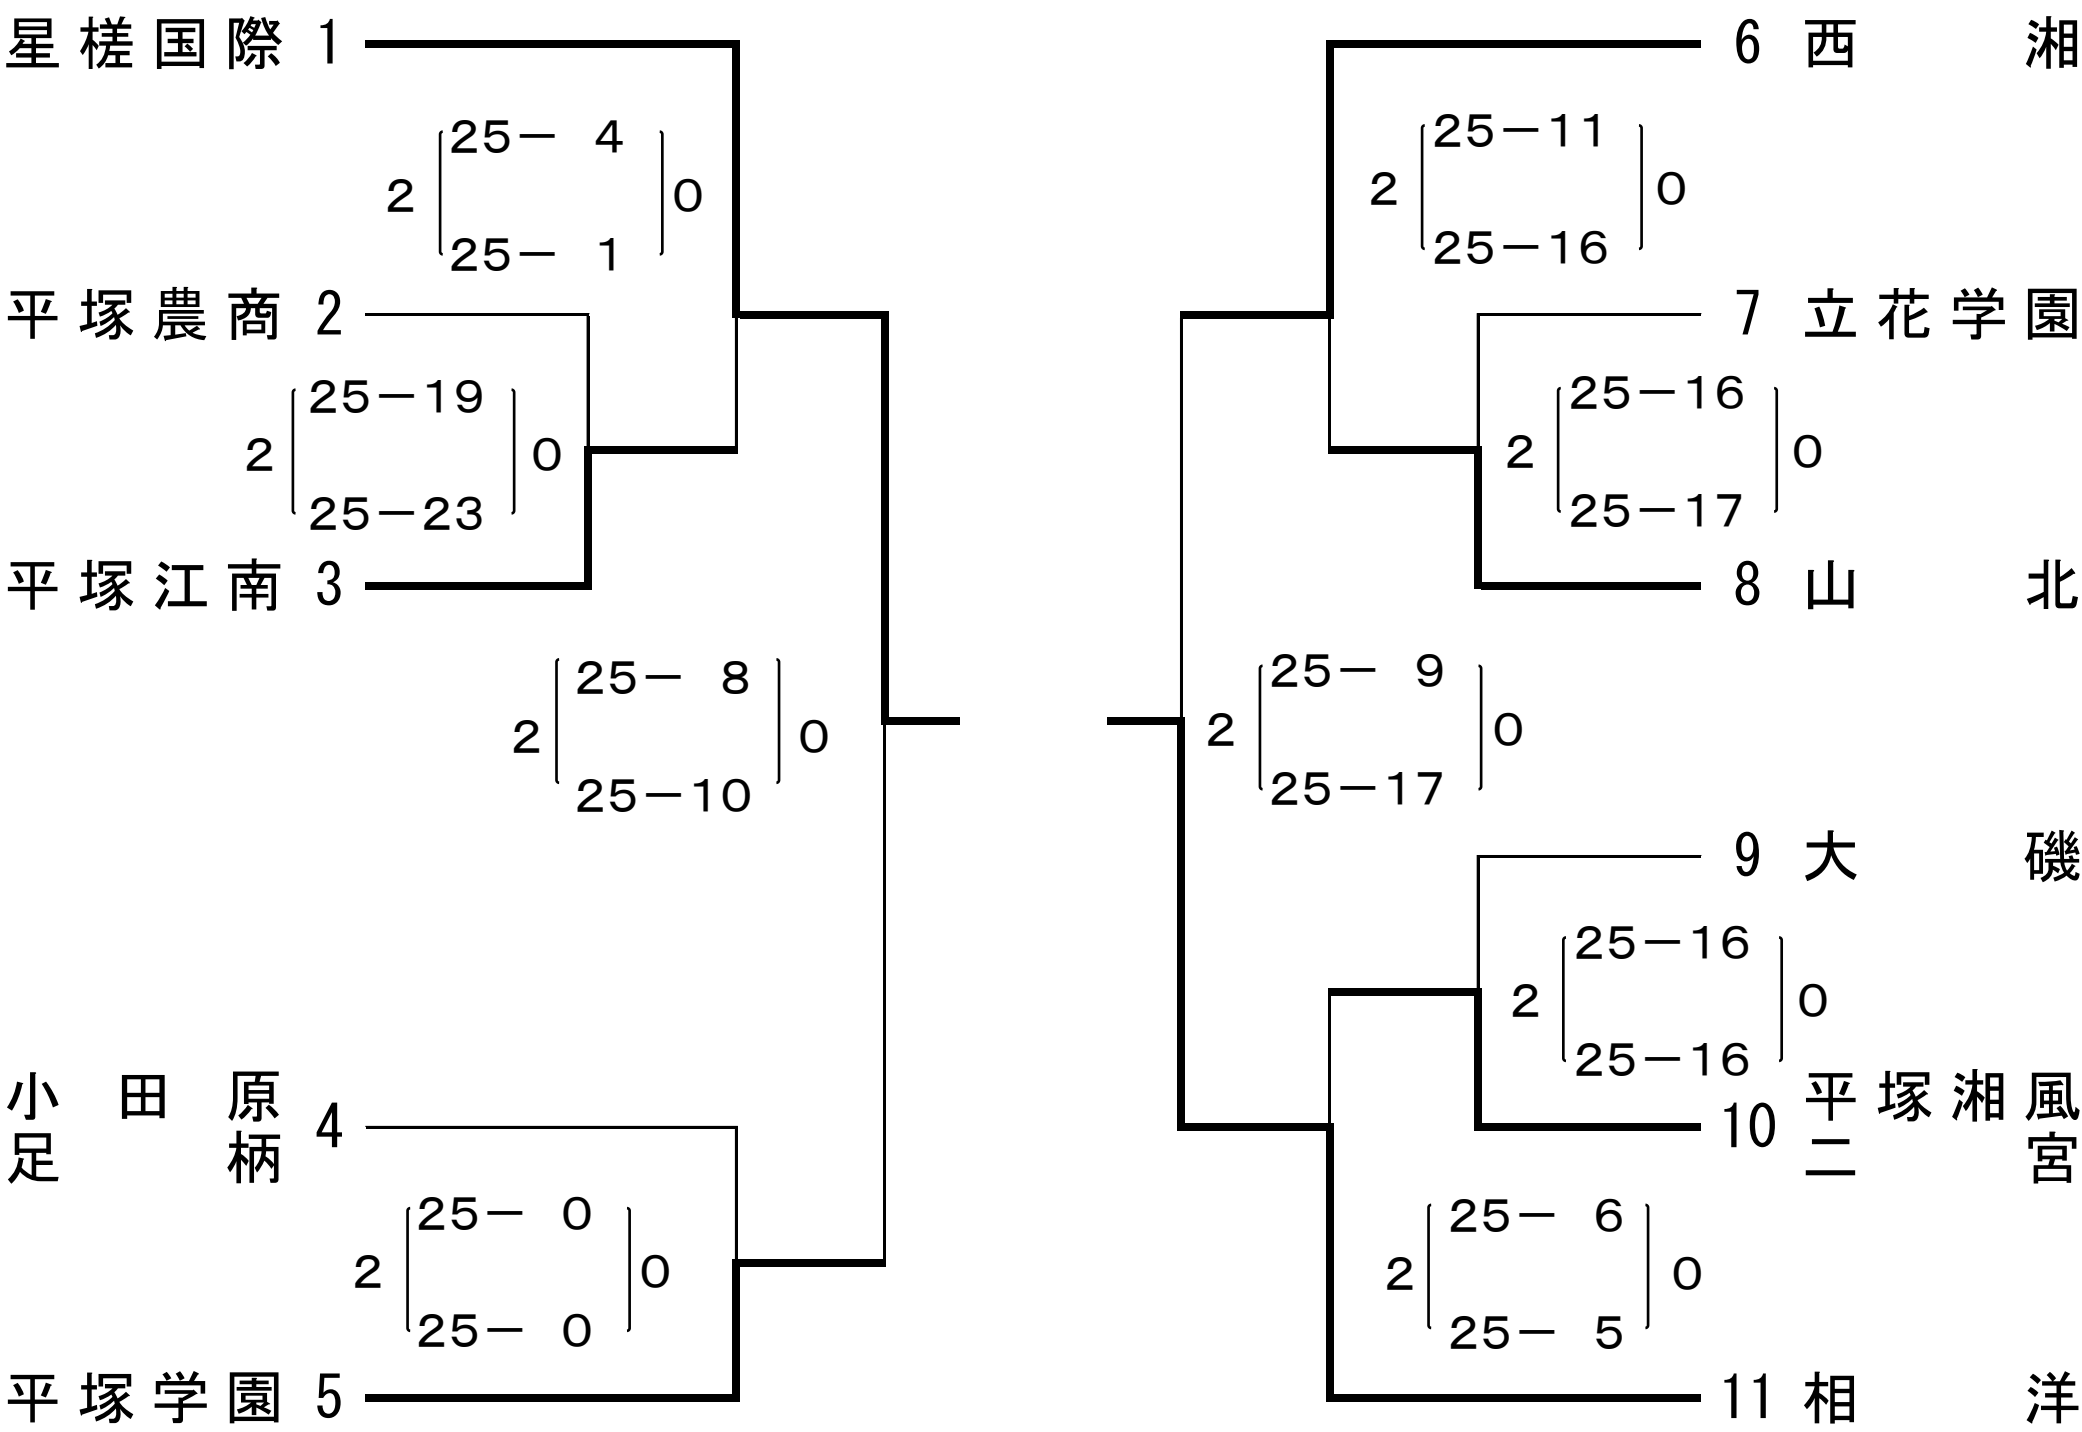 星槎国際 1
25－ 4
2 0
25－ 1
平塚農商 2
25－19
2 0
25－23
平塚江南 3
25－ 8
2 0
25－10
小田原
足柄 4
25－ 0
2 0
25－ 0
平塚学園 5
6 西湘
25－11
2 0
25－16
7 立花学園
25－16
2 0
25－17
8 山北
25－ 9
2 0
25－17
9 大磯
25－16
2 0
25－16
10 平塚湘風
二宮
25－ 6
2 0
25－ 5
11 相洋